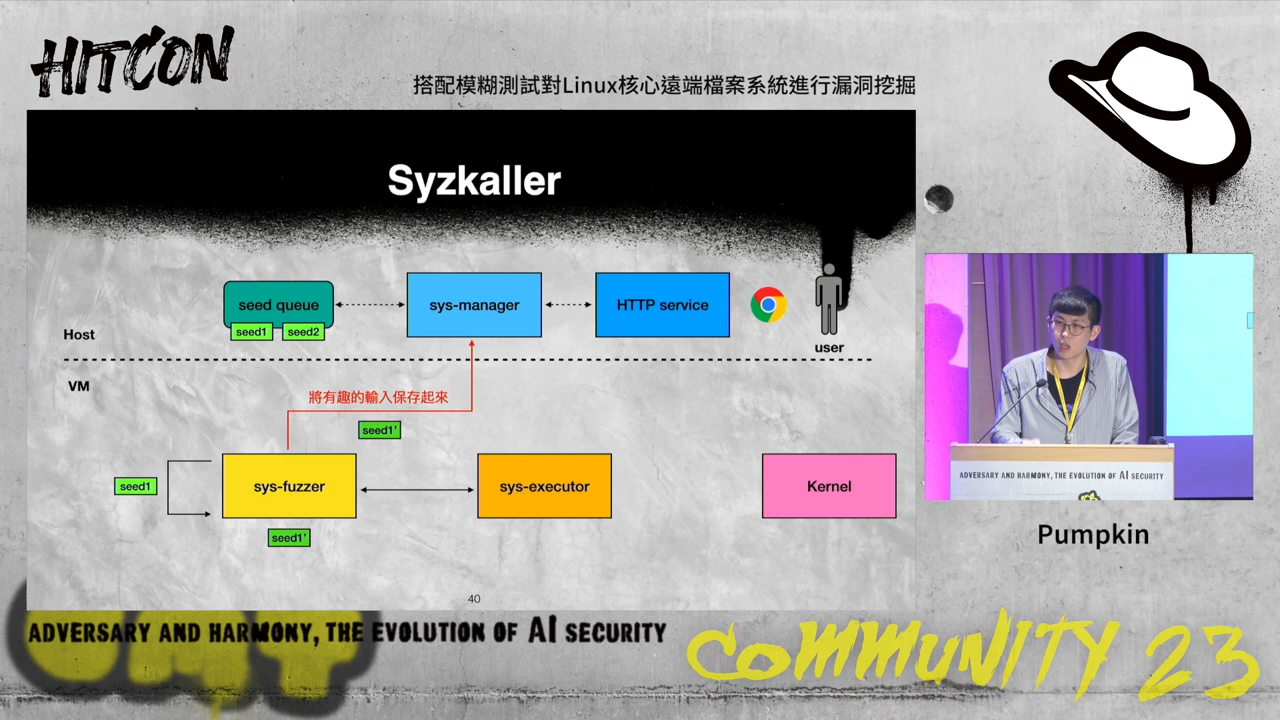 HITCON
搭配模糊測試對Linux核心遠端檔案系統進行漏洞挖掘
Syzkaller
seed queue
seed1
seed2
sys-manager
HTTP service
user
Host
VM
將有趣的輸入保存起來
seed1'
seed1
sys-fuzzer
sys-executor
Kernel
seed1'
40
ADVERSARY AND HARMONY, THE EVOLUTION OF AI SECURITY
Pumpkin
ADVERSARY AND HARMONY, THE EVOLUTION OF AI SECURITY
COMMUNITY 23